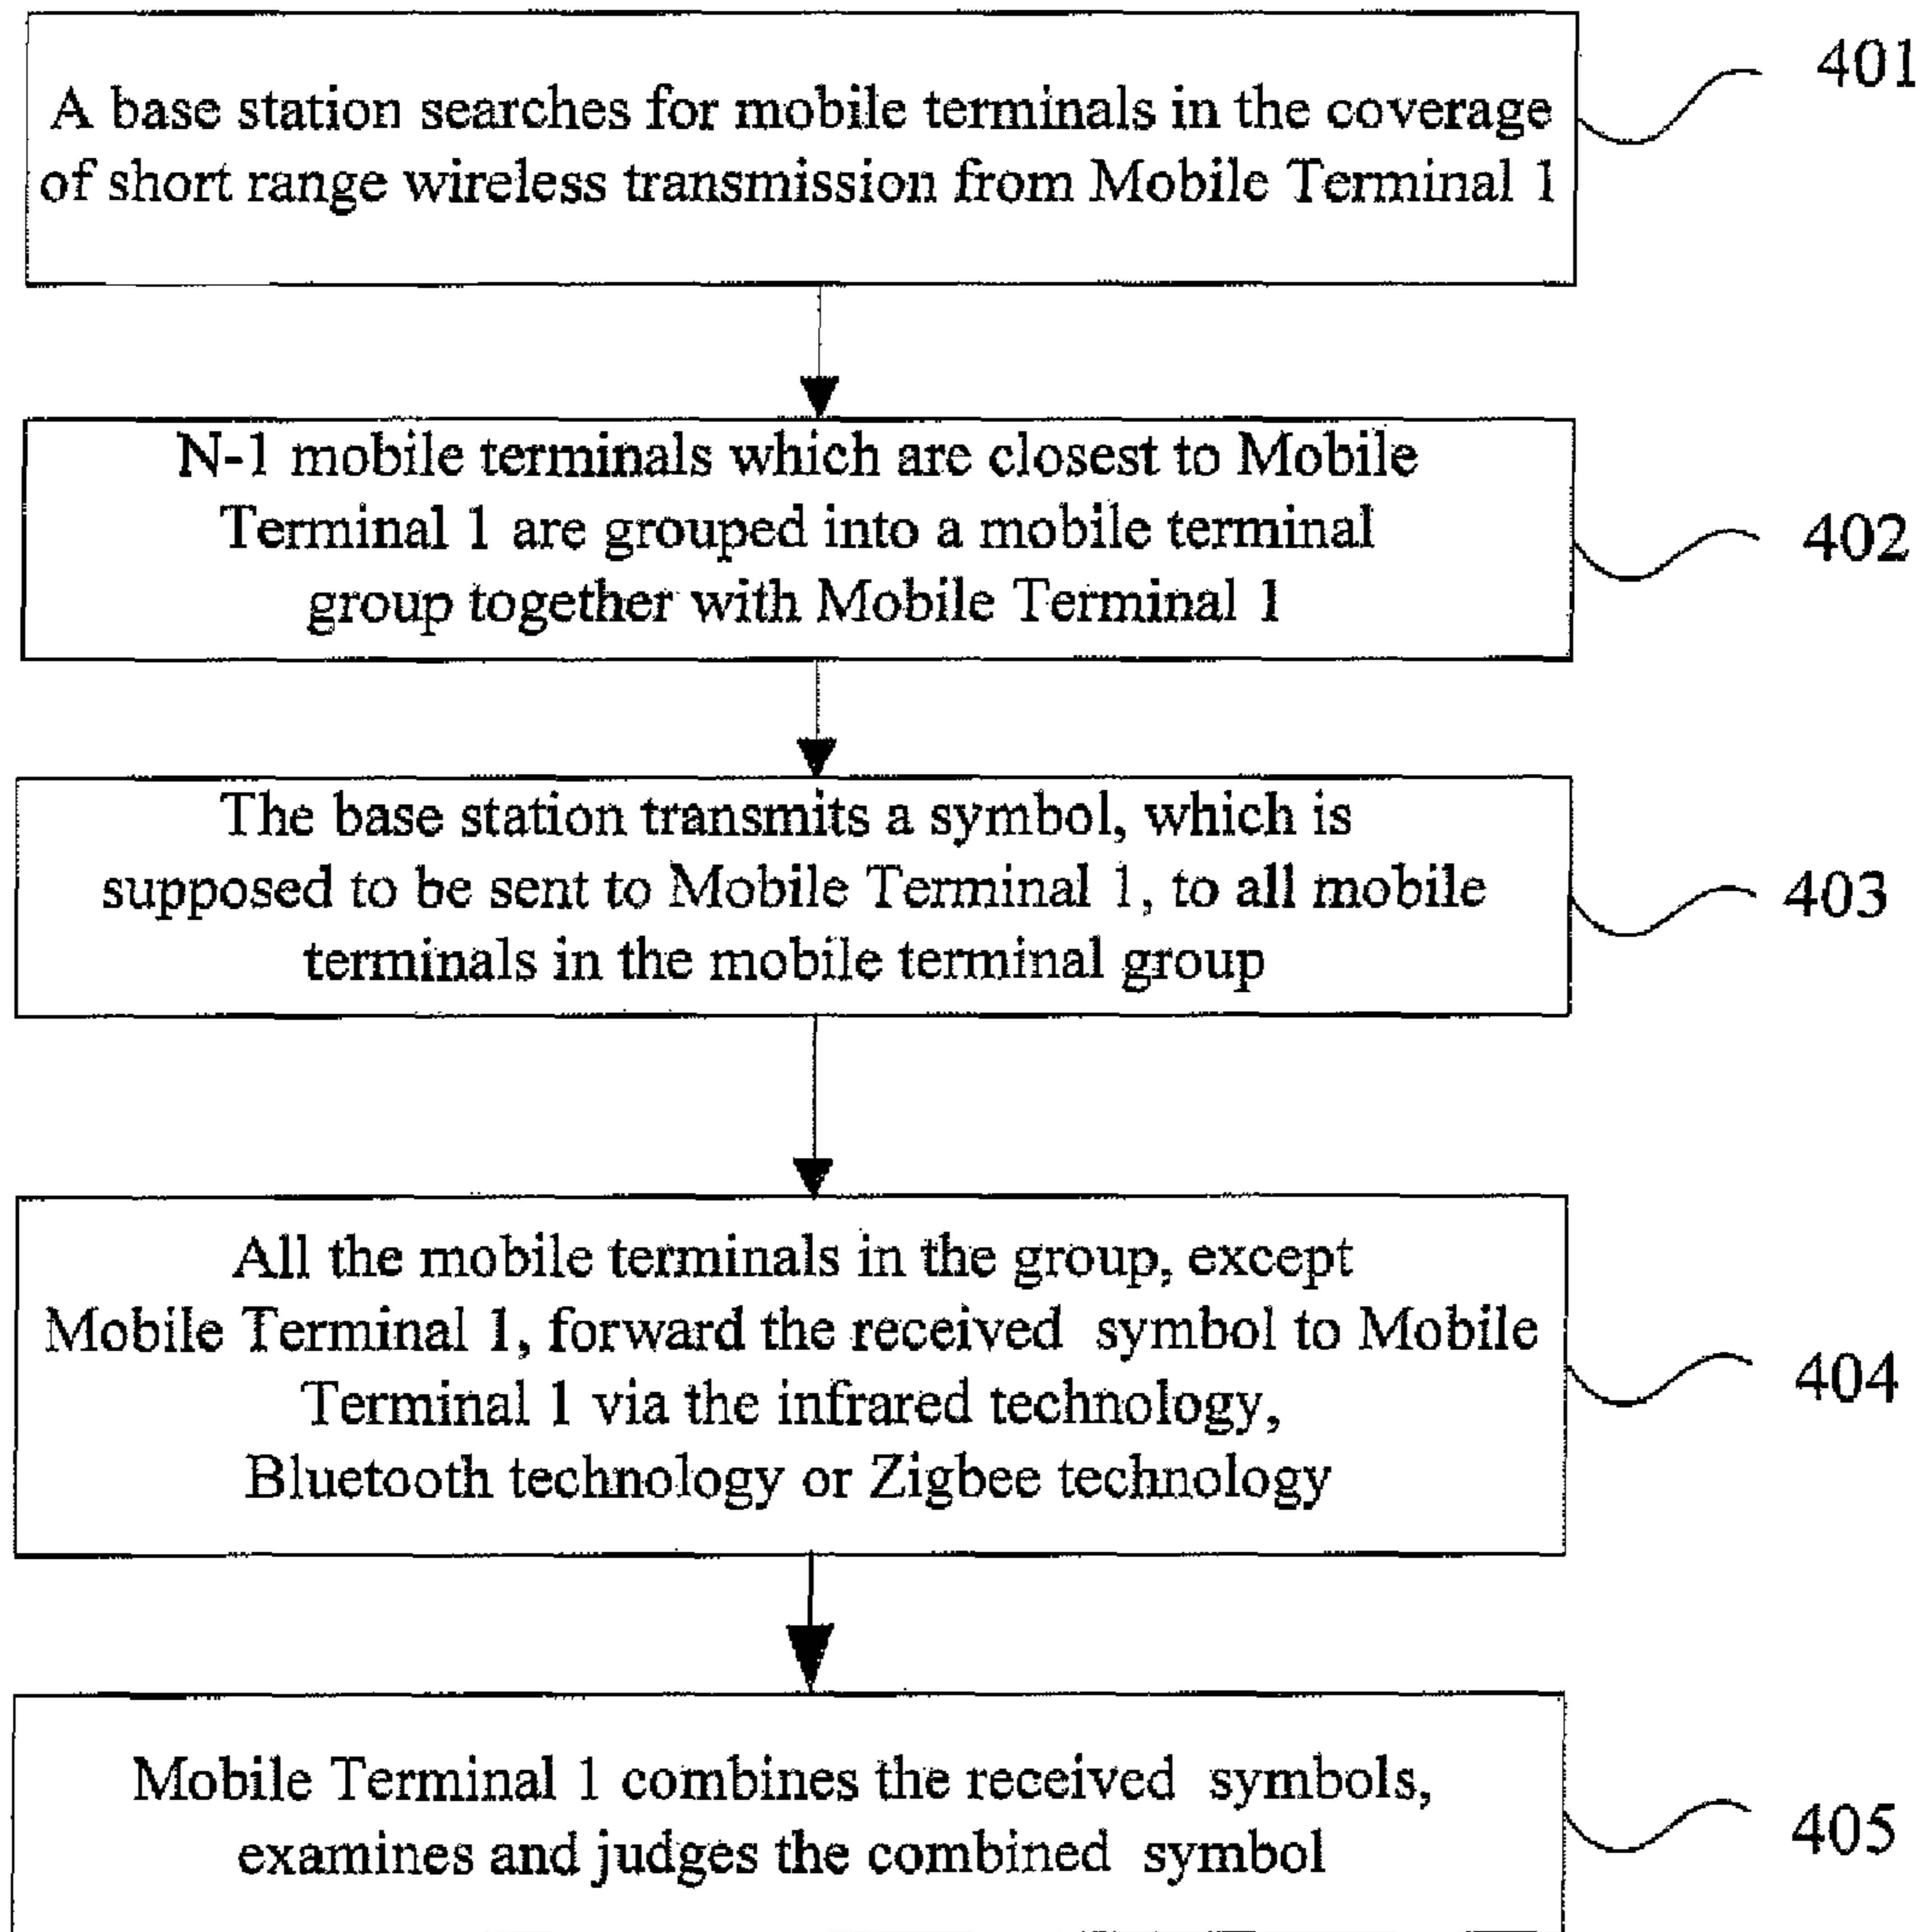 A base station searches for mobile terminals in the coverage
of short range wireless transmission from Mobile Terminal 1
401
N-1 mobile terminals which are closest to Mobile
Terminal 1 are grouped into a mobile terminal
group together with Mobile Terminal 1
402
The base station transmits a symbol, which is
supposed to be sent to Mobile Terminal 1, to all mobile
terminals in the mobile terminal group
403
All the mobile terminals in the group, except
Mobile Terminal 1, forward the received symbol to Mobile
Terminal 1 via the infrared technology,
Bluetooth technology or Zigbee technology
404
Mobile Terminal 1 combines the received symbols,
examines and judges the combined symbol
405